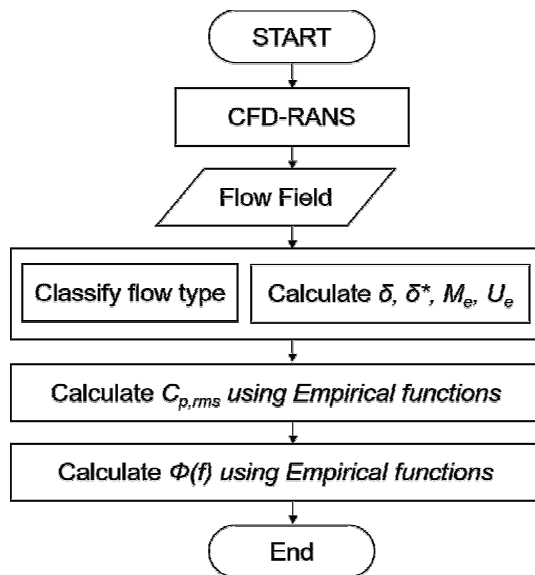 START
CFD-RANS
Flow Field
Classify flow type
Calculate δ, δ*, Mₑ, Uₑ
Calculate Cp,rms using Empirical functions
Calculate Φ(f) using Empirical functions
End